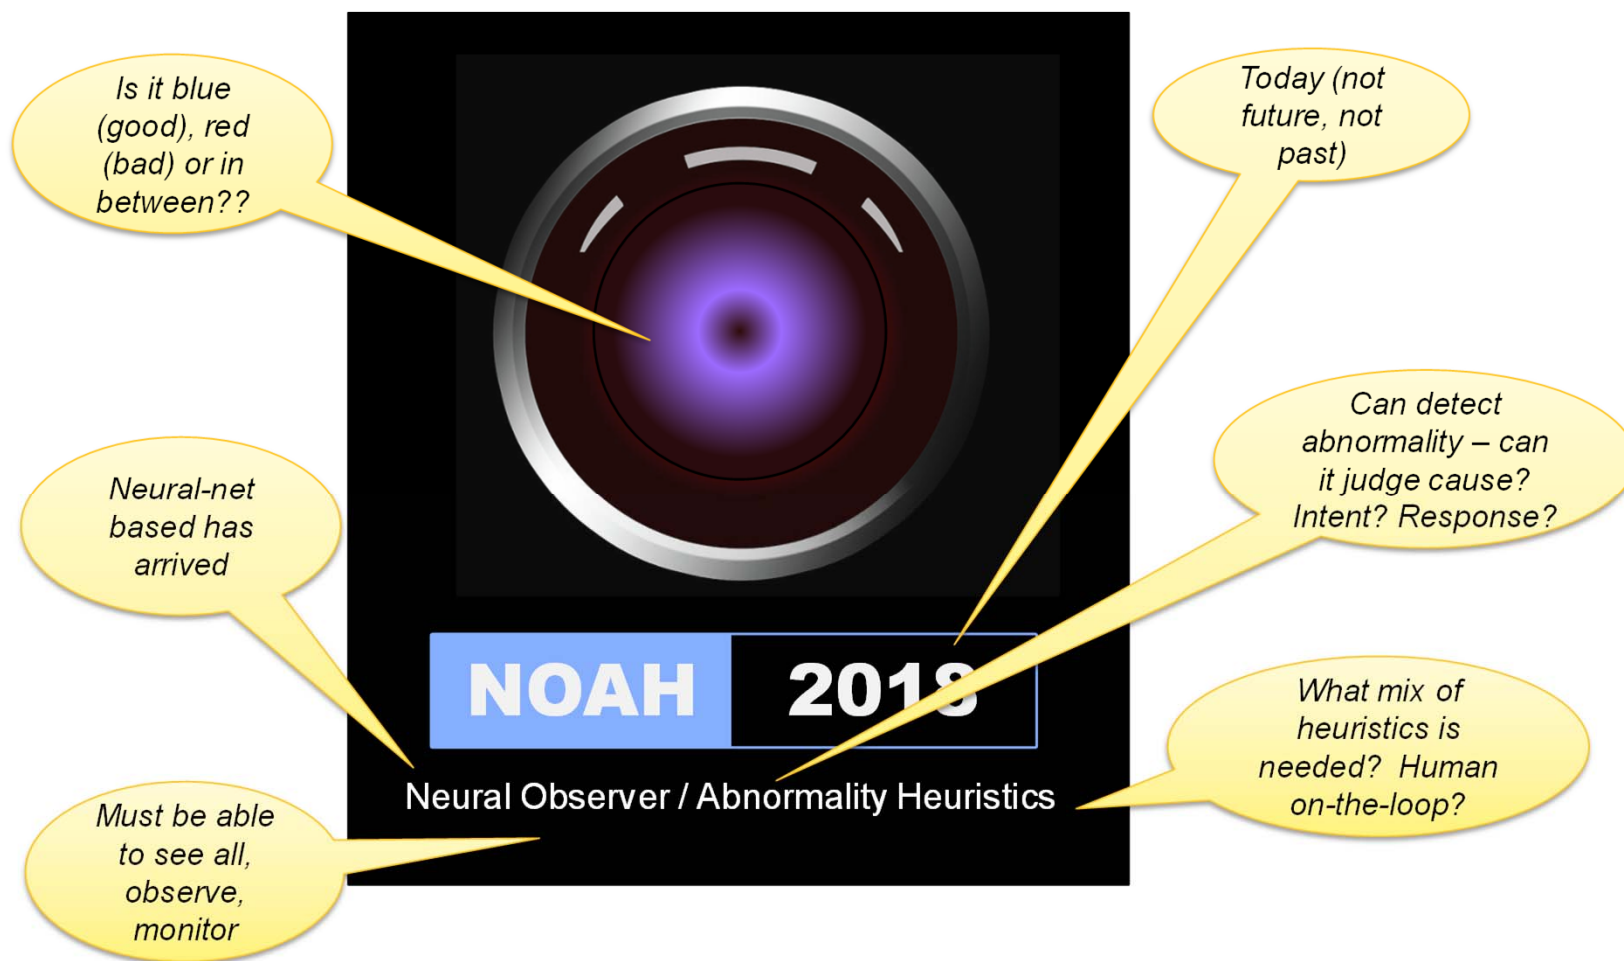 Is it blue
(good), red
(bad) or in
between??
Today (not
future, not
past)
Can detect
abnormality – can
it judge cause?
Intent? Response?
Neural-net
based has
arrived
NOAH 2018
What mix of
heuristics is
needed? Human
on-the-loop?
Neural Observer / Abnormality Heuristics
Must be able
to see all,
observe,
monitor